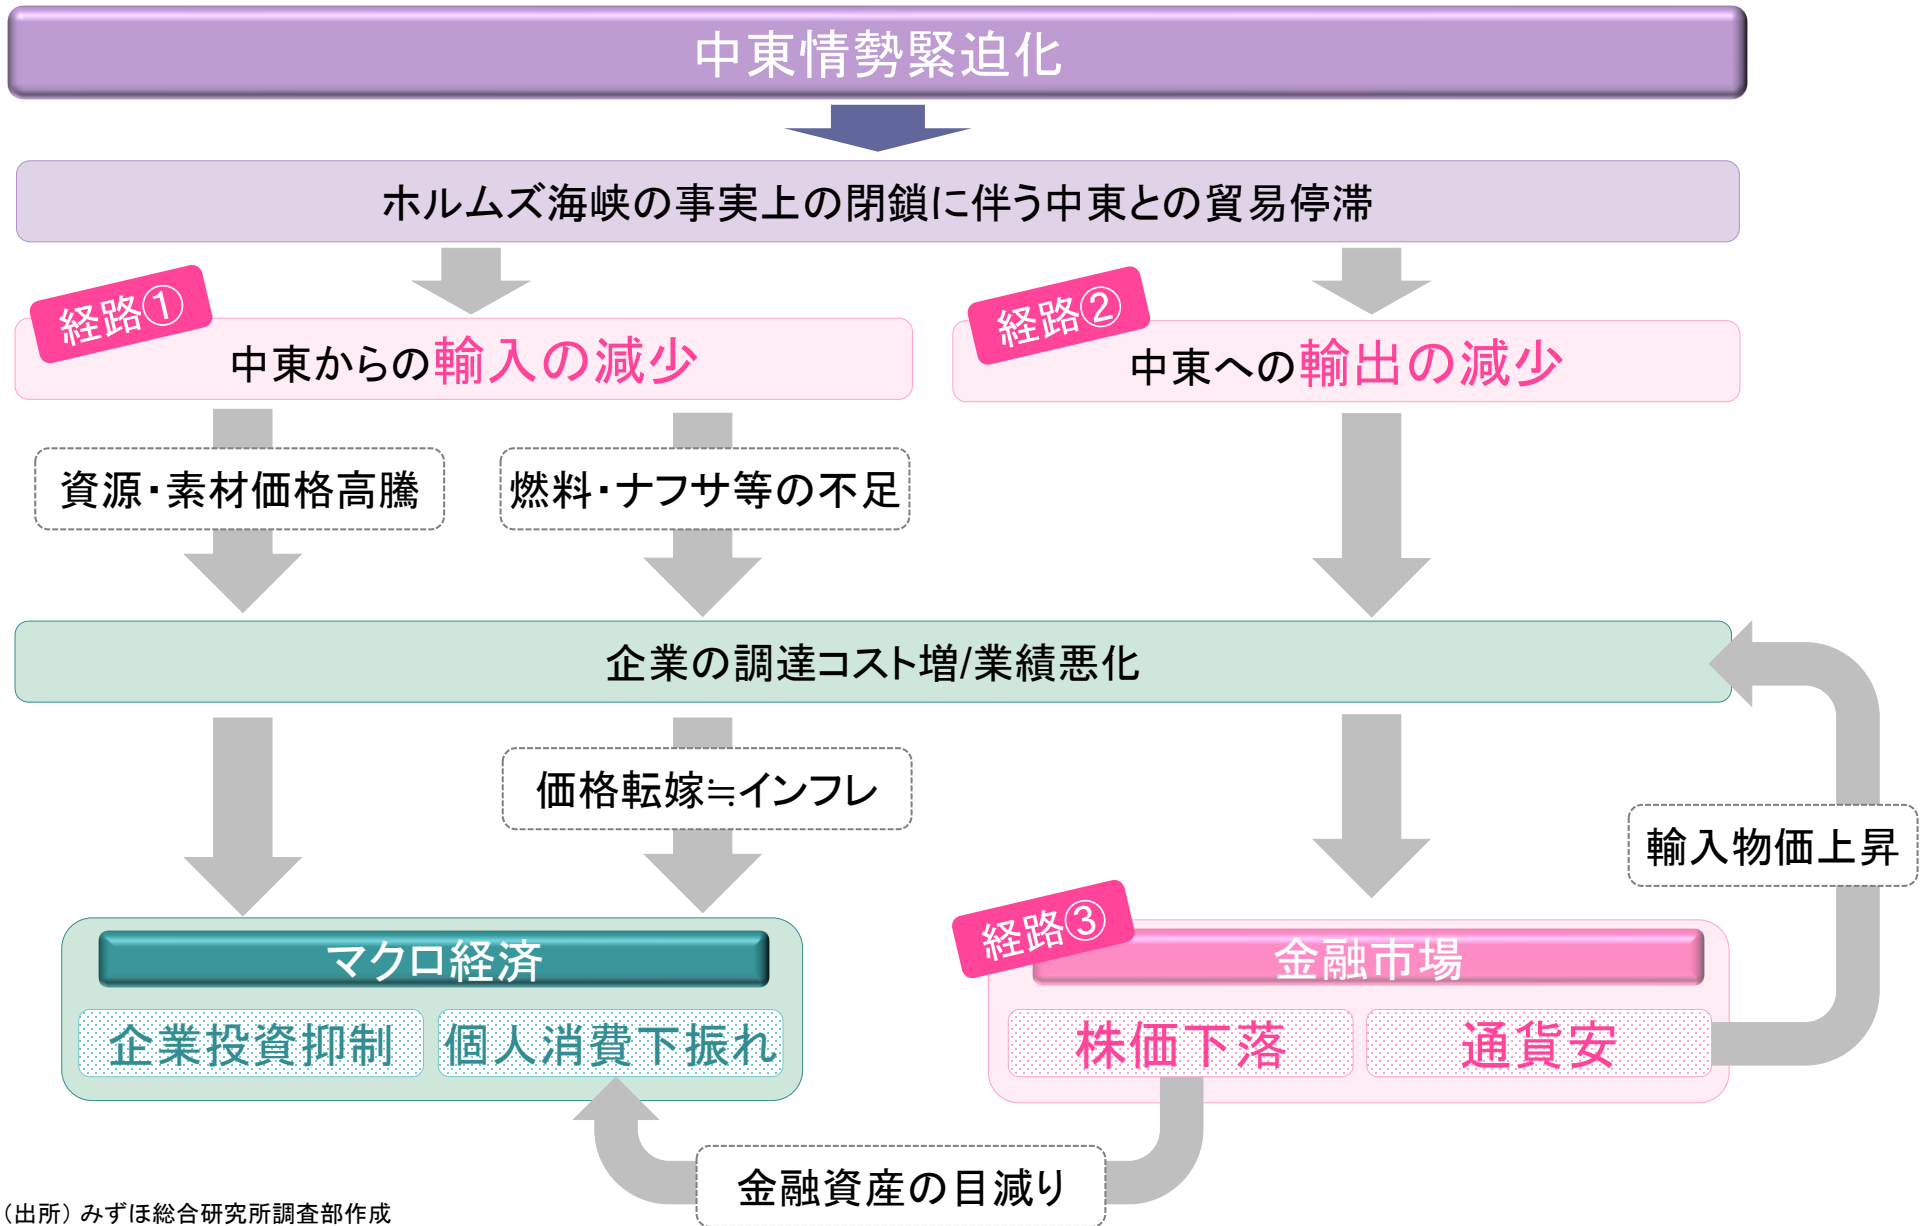 中東情勢緊迫化
ホルムズ海峡の事実上の閉鎖に伴う中東との貿易停滞
経路①
中東からの輸入の減少
経路②
中東への輸出の減少
資源・素材価格高騰
燃料・ナフサ等の不足
企業の調達コスト増/業績悪化
価格転嫁≒インフレ
輸入物価上昇
マクロ経済
企業投資抑制
個人消費下振れ
経路③
金融市場
株価下落
通貨安
金融資産の目減り
（出所）みずほ総合研究所調査部作成